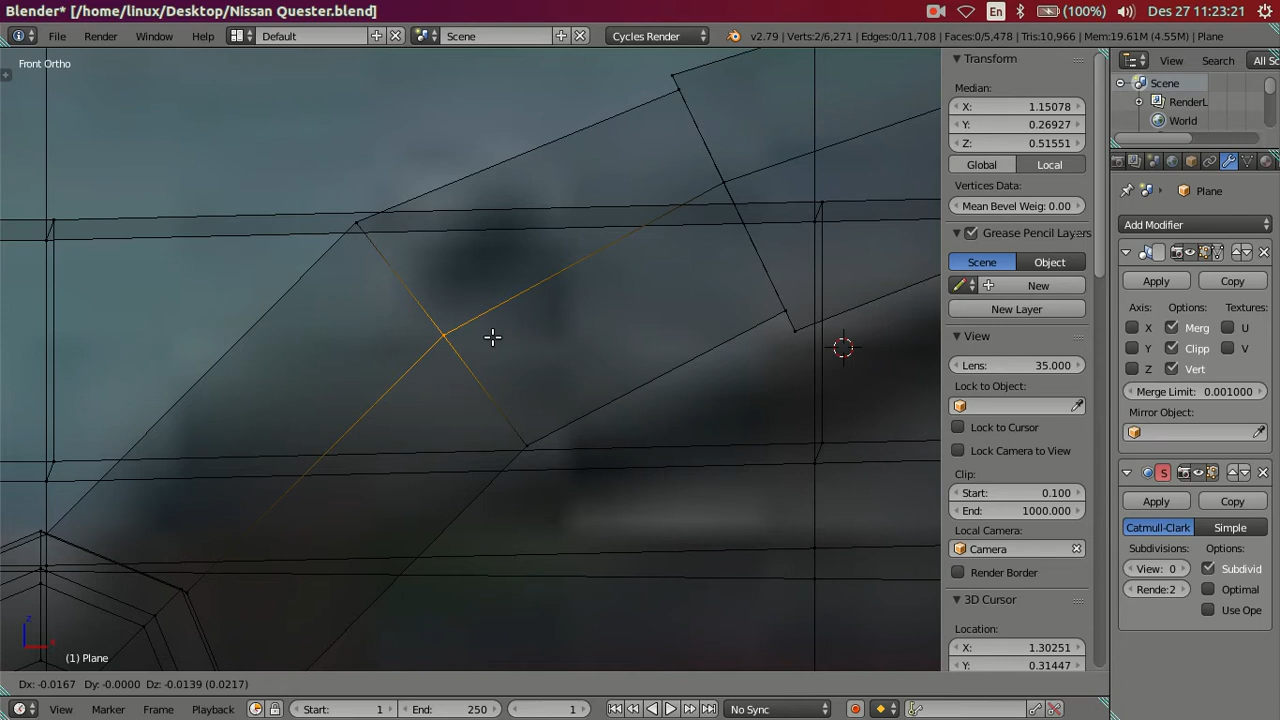 Blender* [/home/linux/Desktop/Nissan Quester.blend]
En
(100%)
Des 27 11:23:21
File
Render
Window
Help
Default
Scene
Cycles Render
v2.79 | Verts:2/6,271 | Edges:0/11,708 | Faces:0/5,478 | Tris:10,966 | Mem:19.61M (4.55M) | Plane
View
Search
All Sc
Front Ortho
Transform
Median:
X: 1.15078
Y: 0.26927
Z: 0.51551
Global
Local
Vertices Data:
Mean Bevel Weig: 0.00
Grease Pencil Layers
Scene
Object
New
New Layer
View
Lens: 35.000
Lock to Object:
Lock to Cursor
Lock Camera to View
Clip:
Start: 0.100
End: 1000.000
Local Camera:
Camera
Render Border
3D Cursor
Location:
X: 1.30251
Y: 0.31447
Scene
RenderL
World
Plane
Add Modifier
Apply
Copy
Axis:
Options:
Textures:
X
Merg
U
Y
Clipp
V
Z
Vert
Merge Limit: 0.001000
Mirror Object:
S
Apply
Copy
Catmull-Clark
Simple
Subdivisions:
Options:
View: 0
Subdivid
Rende:2
Optimal
Use Ope
z
x
(1) Plane
Dx: -0.0167 Dy: -0.0000 Dz: -0.0139 (0.0217)
View
Marker
Frame
Playback
Start: 1
End: 250
1
No Sync